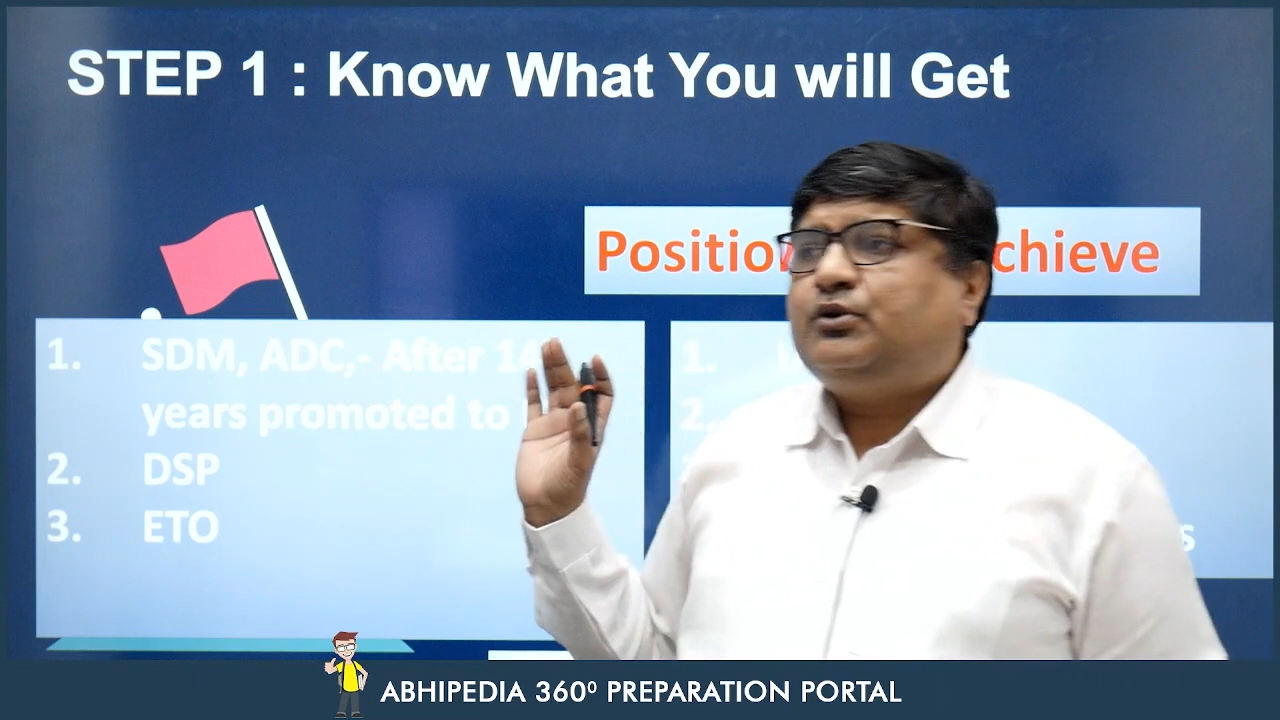 STEP 1 : Know What You will Get
chieve
1. SDM, ADC,- After
years promoted to
2. DSP
3. ETO
1.
2.
ABHIPEDIA 360⁰ PREPARATION PORTAL